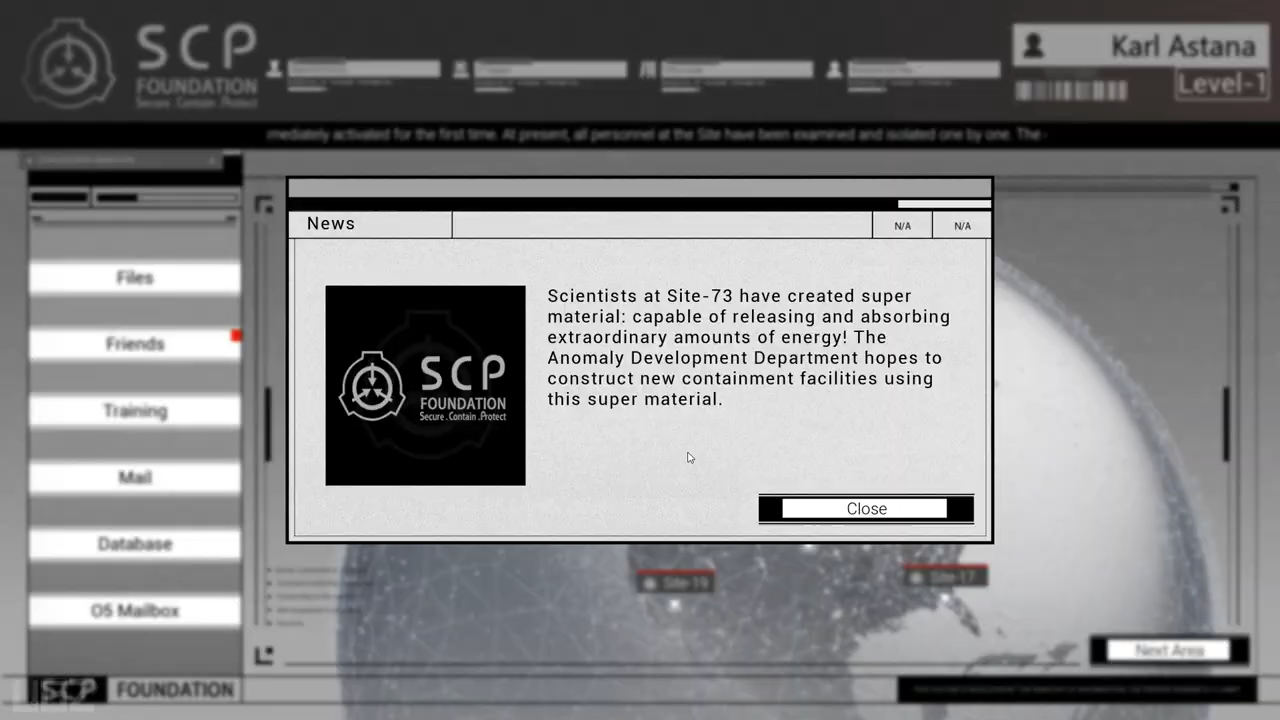 SCP
FOUNDATION
Secure. Contain. Protect
Karl Astana
Level-1
mediately activated for the first time. At present, all personnel at the Site have been examined and isolated one by one. The
News
N/A
N/A
Scientists at Site-73 have created super
material: capable of releasing and absorbing
extraordinary amounts of energy! The
Anomaly Development Department hopes to
construct new containment facilities using
this super material.
SCP
FOUNDATION
Secure. Contain. Protect
Close
Files
Friends
Training
Mail
Database
O5 Mailbox
Site-19
Site-17
Next Area
SCP FOUNDATION